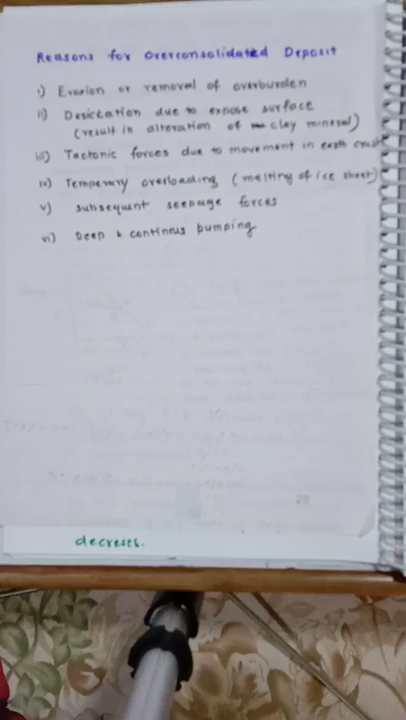 Reasons for overconsolidated Deposit
i) Erosion or removal of overburden
ii) Desiccation due to expose surface
(result in alteration of clay mineral)
iii) Tectonic forces due to movement in earth crust
iv) Temperory overloading (melting of ice sheet)
v) subsequent seepage forces
vi) Deep & continous pumping
decreses.